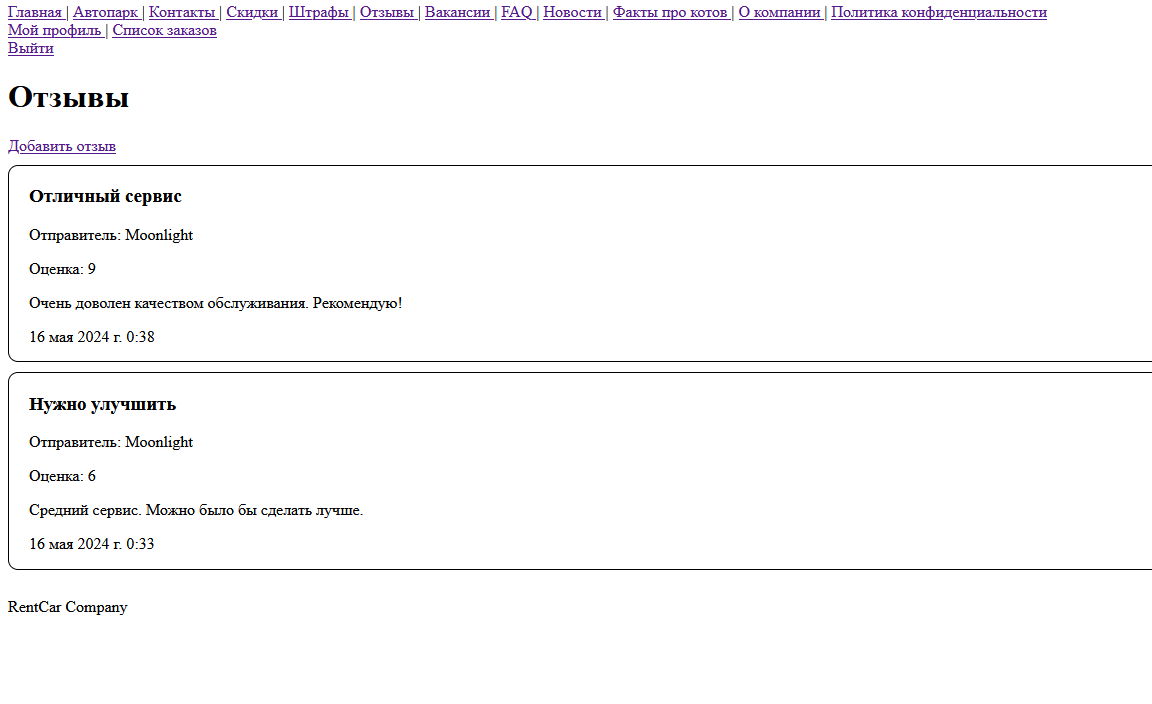 Главная | Автопарк | Контакты | Скидки | Штрафы | Отзывы | Вакансии | FAQ | Новости | Факты про котов | О компании | Политика конфиденциальности
Мой профиль | Список заказов
Выйти
Отзывы
Добавить отзыв
Отличный сервис
Отправитель: Moonlight
Оценка: 9
Очень доволен качеством обслуживания. Рекомендую!
16 мая 2024 г. 0:38
Нужно улучшить
Отправитель: Moonlight
Оценка: 6
Средний сервис. Можно было бы сделать лучше.
16 мая 2024 г. 0:33
RentCar Company